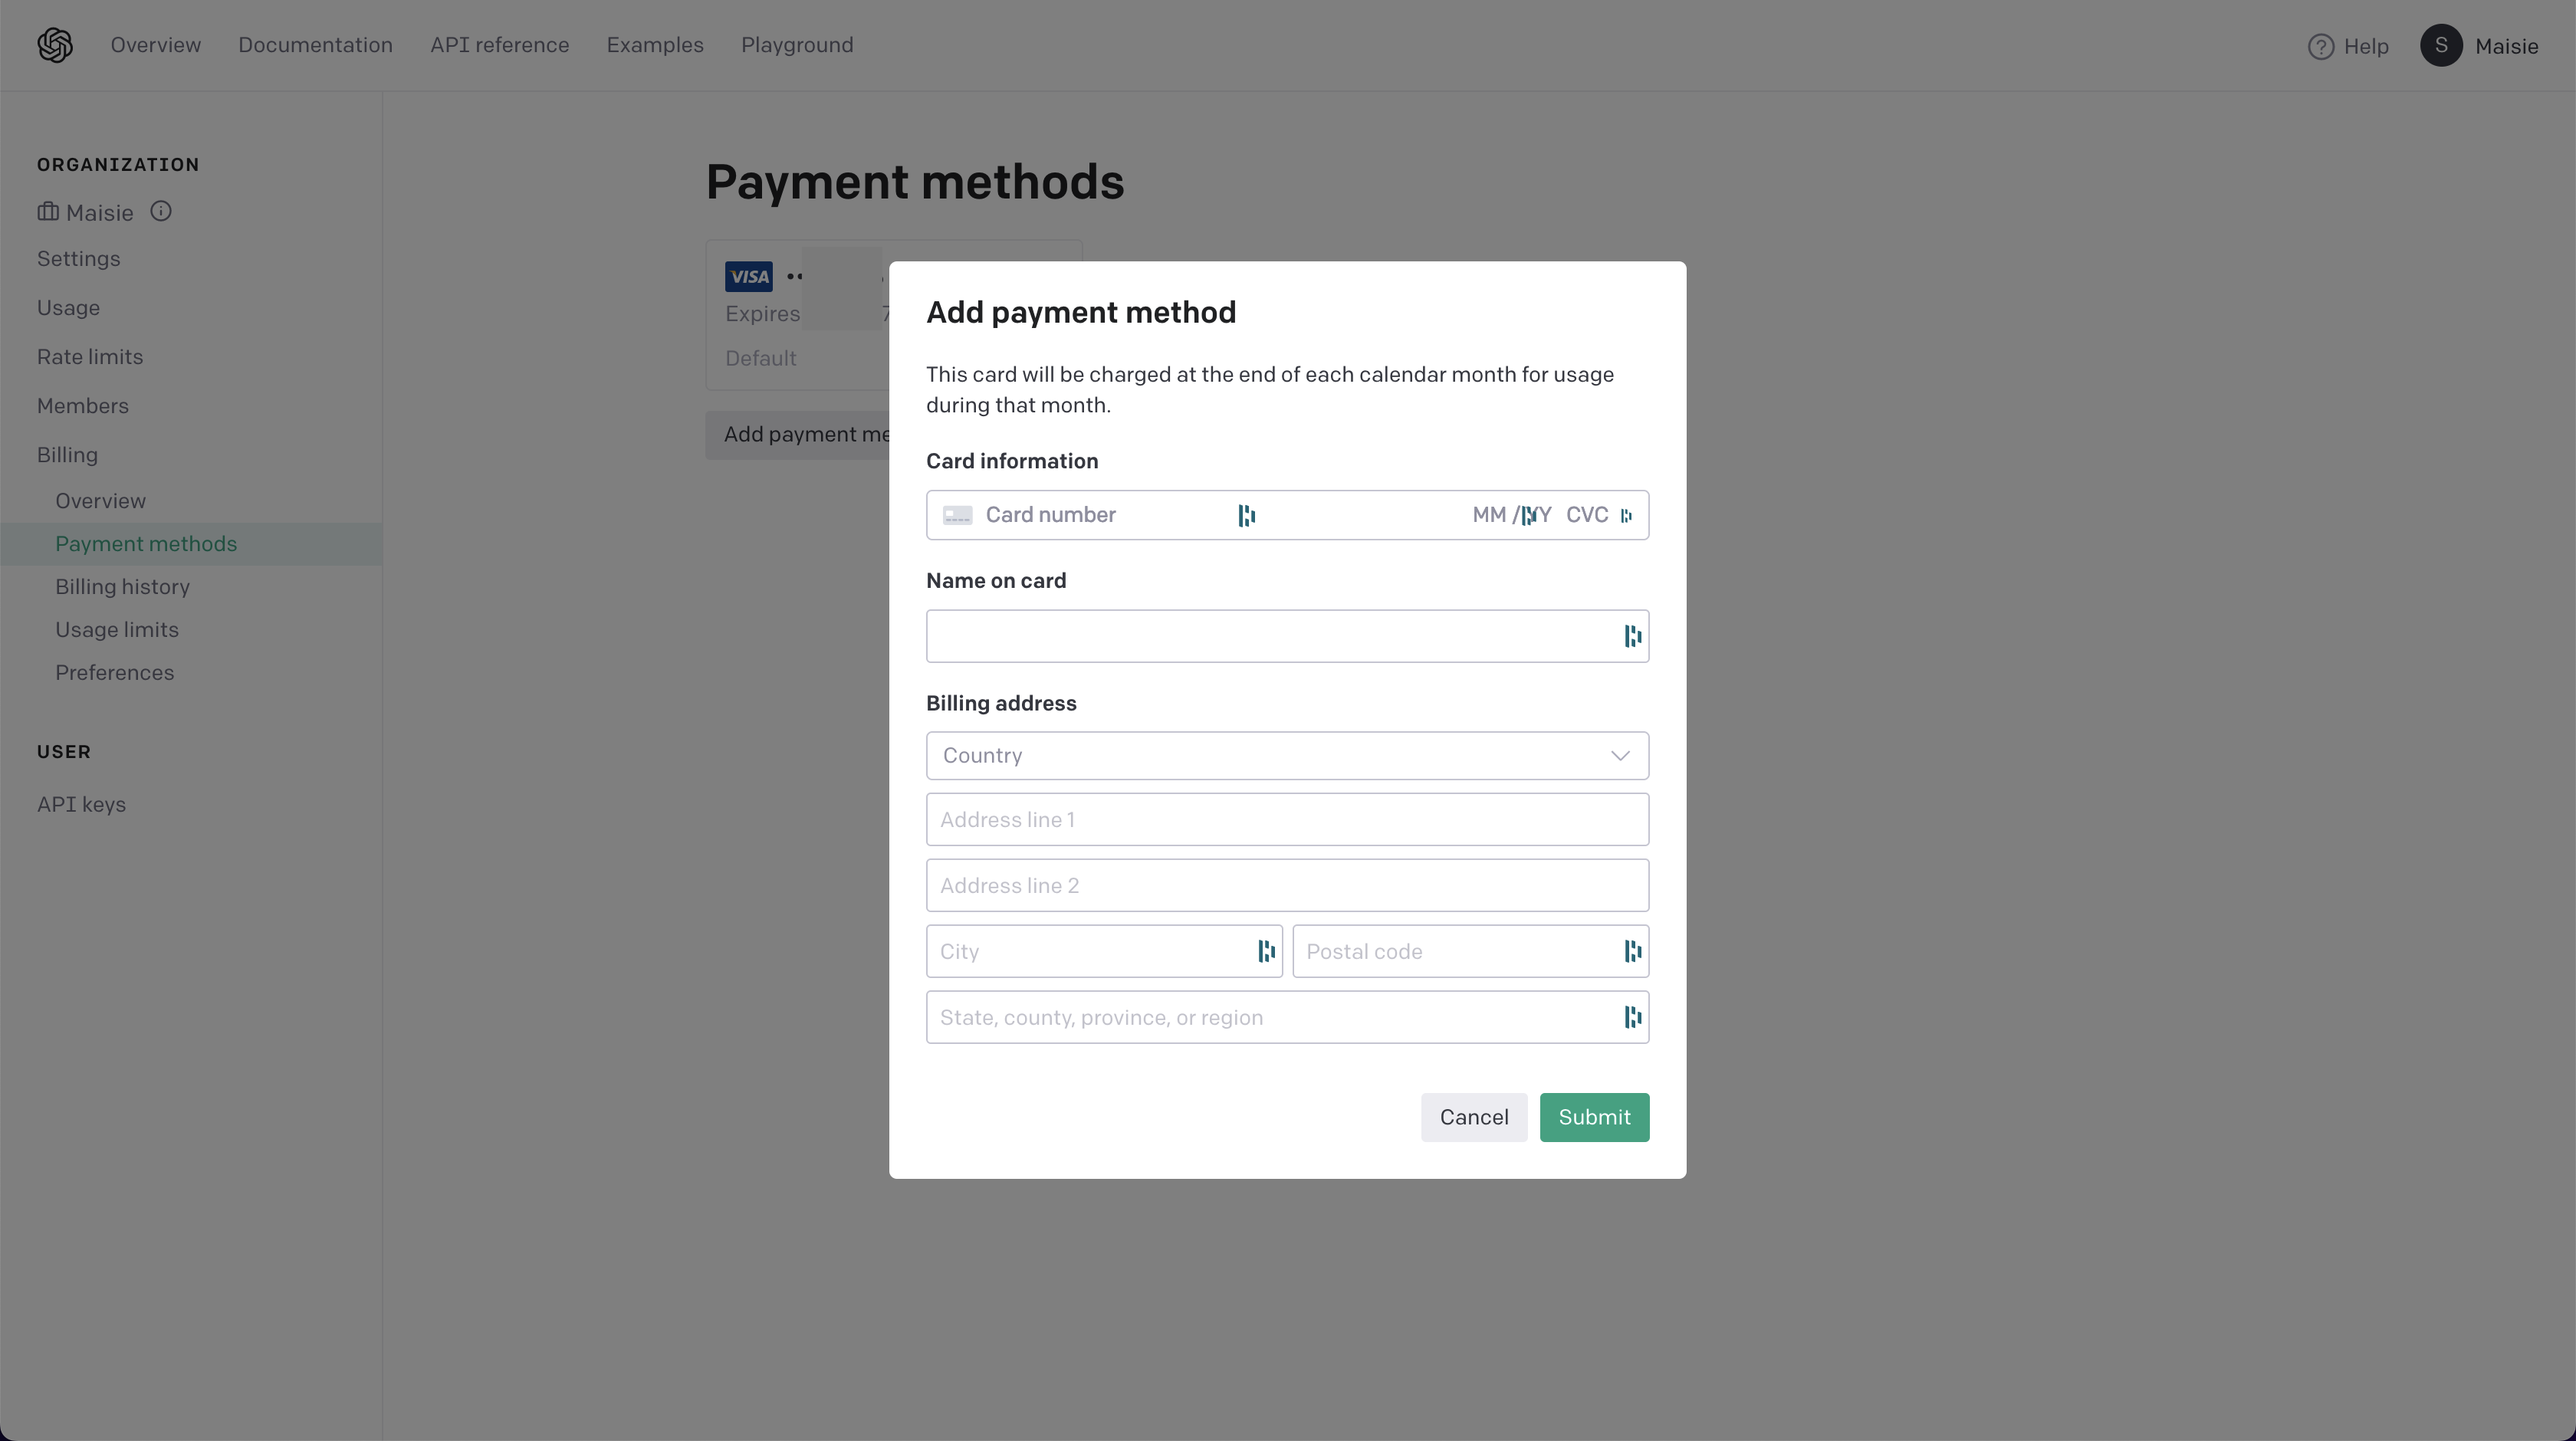 Overview Documentation API reference Examples Playground
Help S Maisie
ORGANIZATION
Maisie
Settings
Usage
Rate limits
Members
Billing
Overview
Payment methods
Billing history
Usage limits
Preferences
USER
API keys
Payment methods
VISA ••
Expires 7
Default
Add payment me
Add payment method
This card will be charged at the end of each calendar month for usage
during that month.
Card information
Card number MM / YY CVC
Name on card
Billing address
Country
Address line 1
Address line 2
City Postal code
State, county, province, or region
Cancel Submit